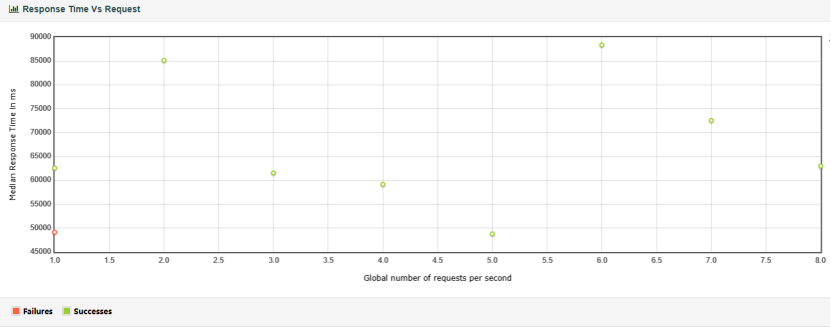 Response Time Vs Request
Median Response Time in ms
90000
85000
80000
75000
70000
65000
60000
55000
50000
45000
1.0 1.5 2.0 2.5 3.0 3.5 4.0 4.5 5.0 5.5 6.0 6.5 7.0 7.5 8.0
Global number of requests per second
Failures Successes